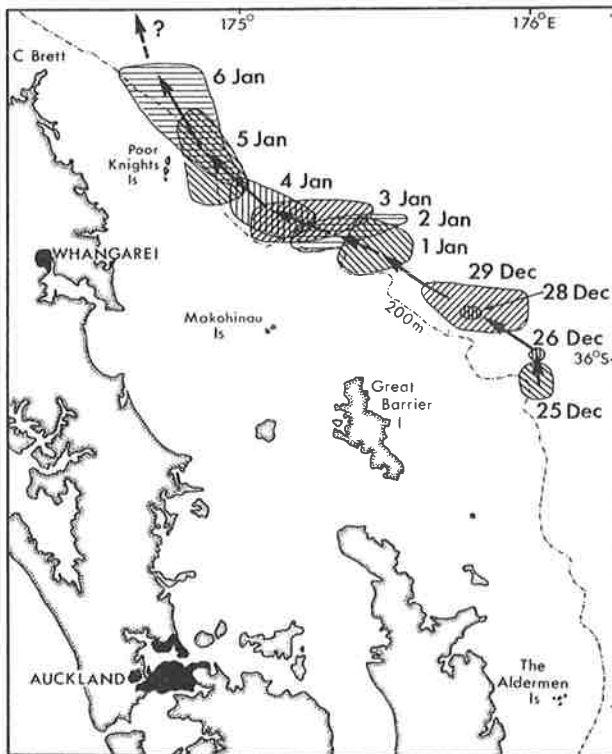 175°
176°E
?
C Brett
6 Jan
5 Jan
Poor
Knights
Is
4 Jan
3 Jan
2 Jan
1 Jan
WHANGAREI
29 Dec
28 Dec
200m
Mokohinau
Is
26 Dec
36°S
Great
Barrier
I
25 Dec
AUCKLAND
The
Aldermen
Is